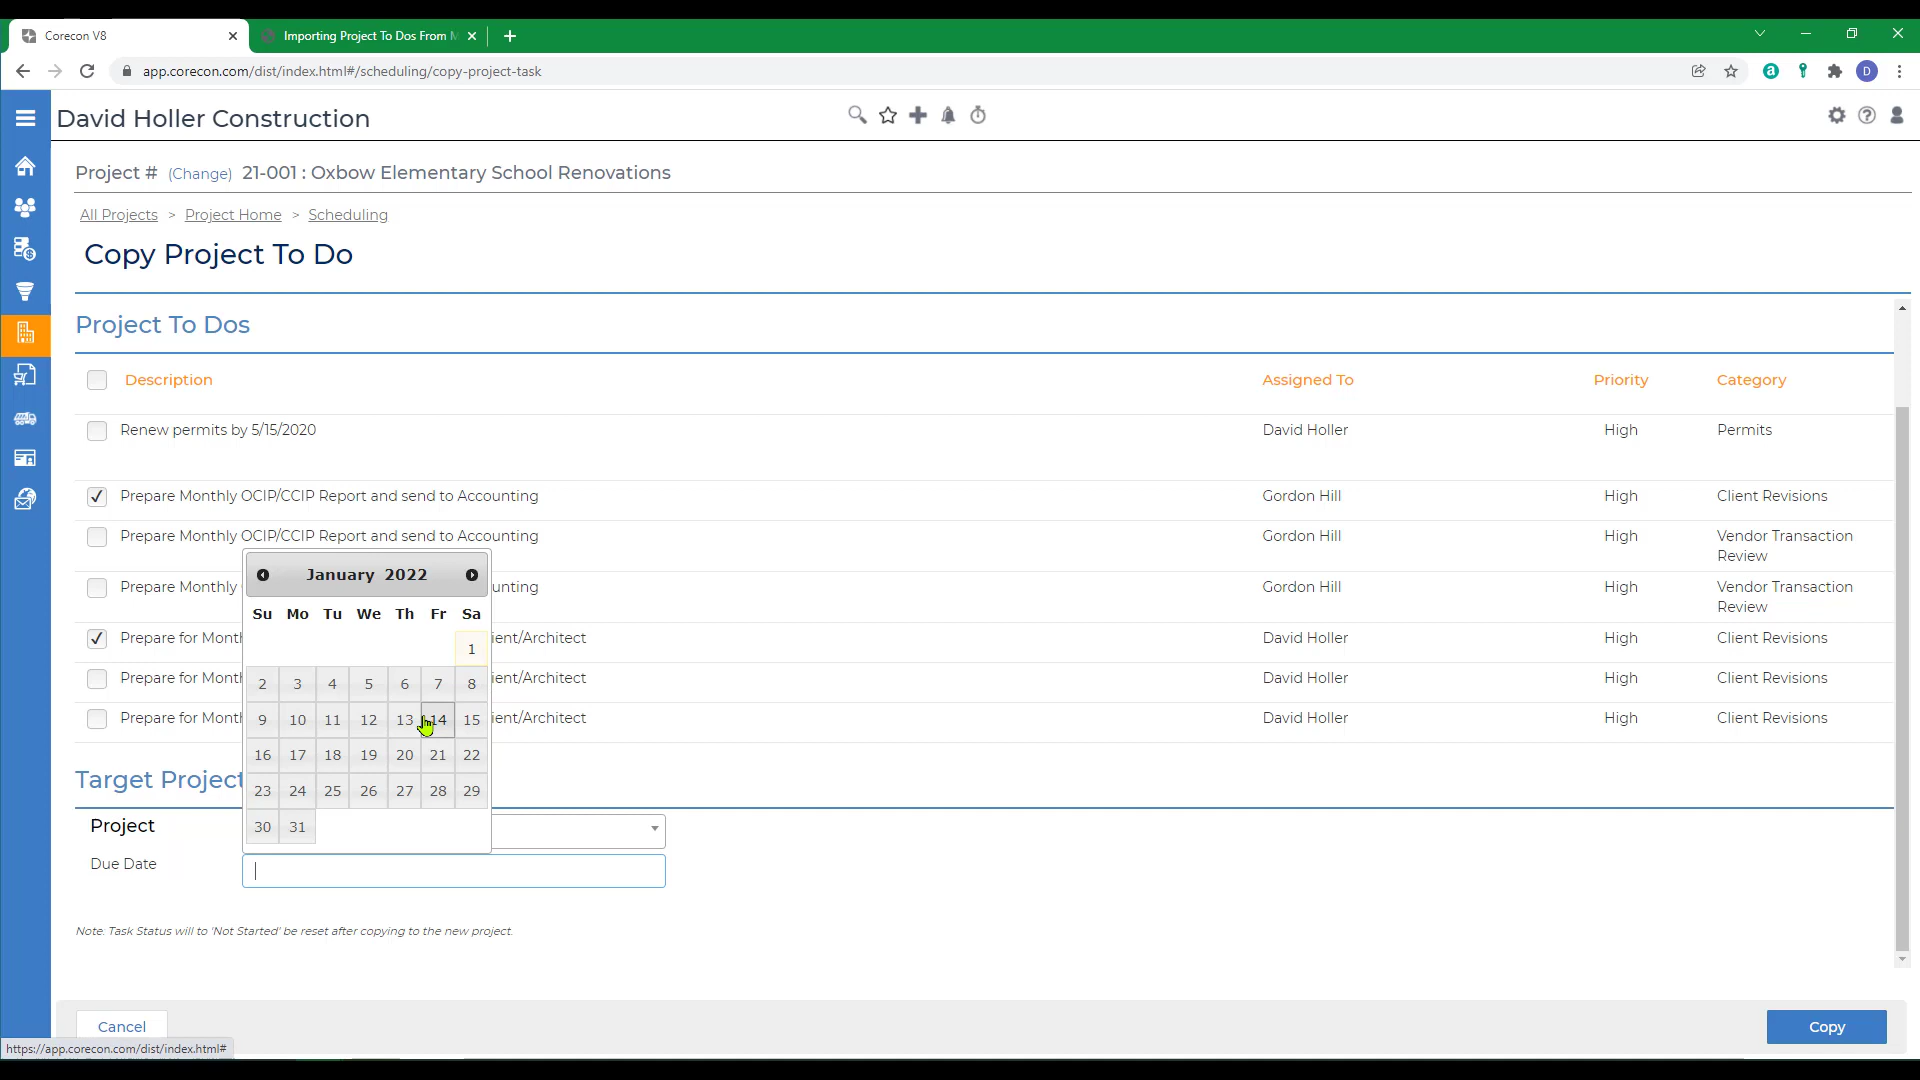 Corecon V8
Importing Project To Dos From M
app.corecon.com/dist/index.html#/scheduling/copy-project-task
D
David Holler Construction
Project # (Change) 21-001 : Oxbow Elementary School Renovations
All Projects > Project Home > Scheduling
Copy Project To Do
Project To Dos
Description Assigned To Priority Category
Renew permits by 5/15/2020 David Holler High Permits
Prepare Monthly OCIP/CCIP Report and send to Accounting Gordon Hill High Client Revisions
Prepare Monthly OCIP/CCIP Report and send to Accounting Gordon Hill High Vendor Transaction
Review
Prepare Monthly unting Gordon Hill High Vendor Transaction
Review
Prepare for Mont ient/Architect David Holler High Client Revisions
Prepare for Mont ient/Architect David Holler High Client Revisions
Prepare for Mont ient/Architect David Holler High Client Revisions
January 2022
Su Mo Tu We Th Fr Sa
1
2 3 4 5 6 7 8
9 10 11 12 13 14 15
16 17 18 19 20 21 22
23 24 25 26 27 28 29
30 31
Target Project
Project
Due Date
Note: Task Status will to 'Not Started' be reset after copying to the new project.
Cancel Copy
https://app.corecon.com/dist/index.html#